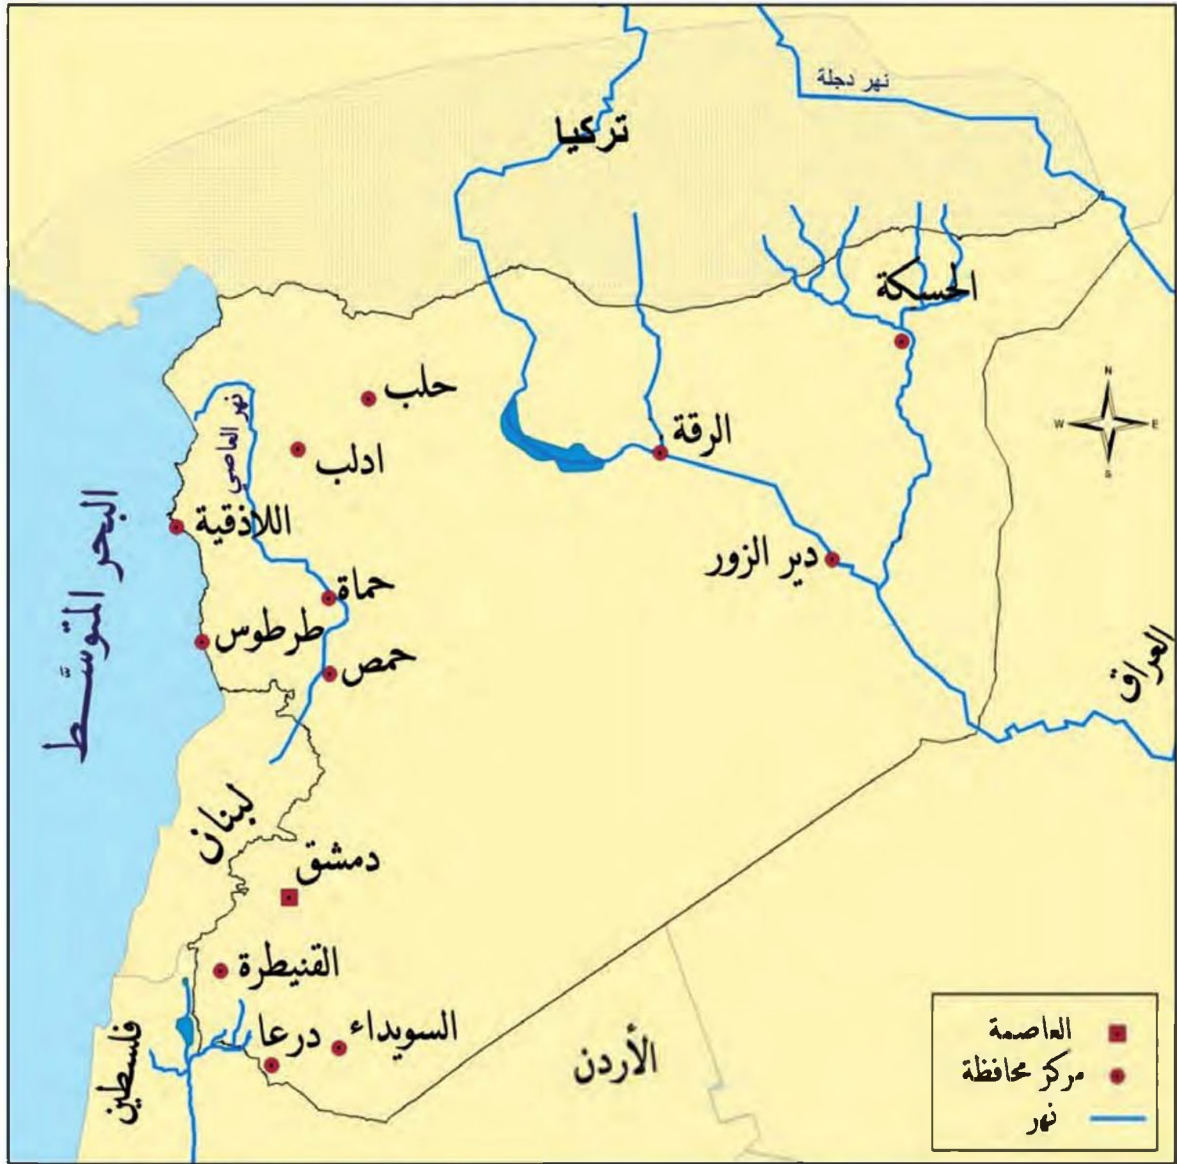 نهر دجلة
تركيا
N
W
E
S
الحسكة
حلب
الرقة
ادلب
نهر العاصي
اللاذقية
البحر المتوسَّط
دير الزور
حماة
طرطوس
حمص
العراق
لبنان
دمشق
القنيطرة
السويداء
درعا
فلسطين
الأردن
العاصمة
مركز محافظة
نهر